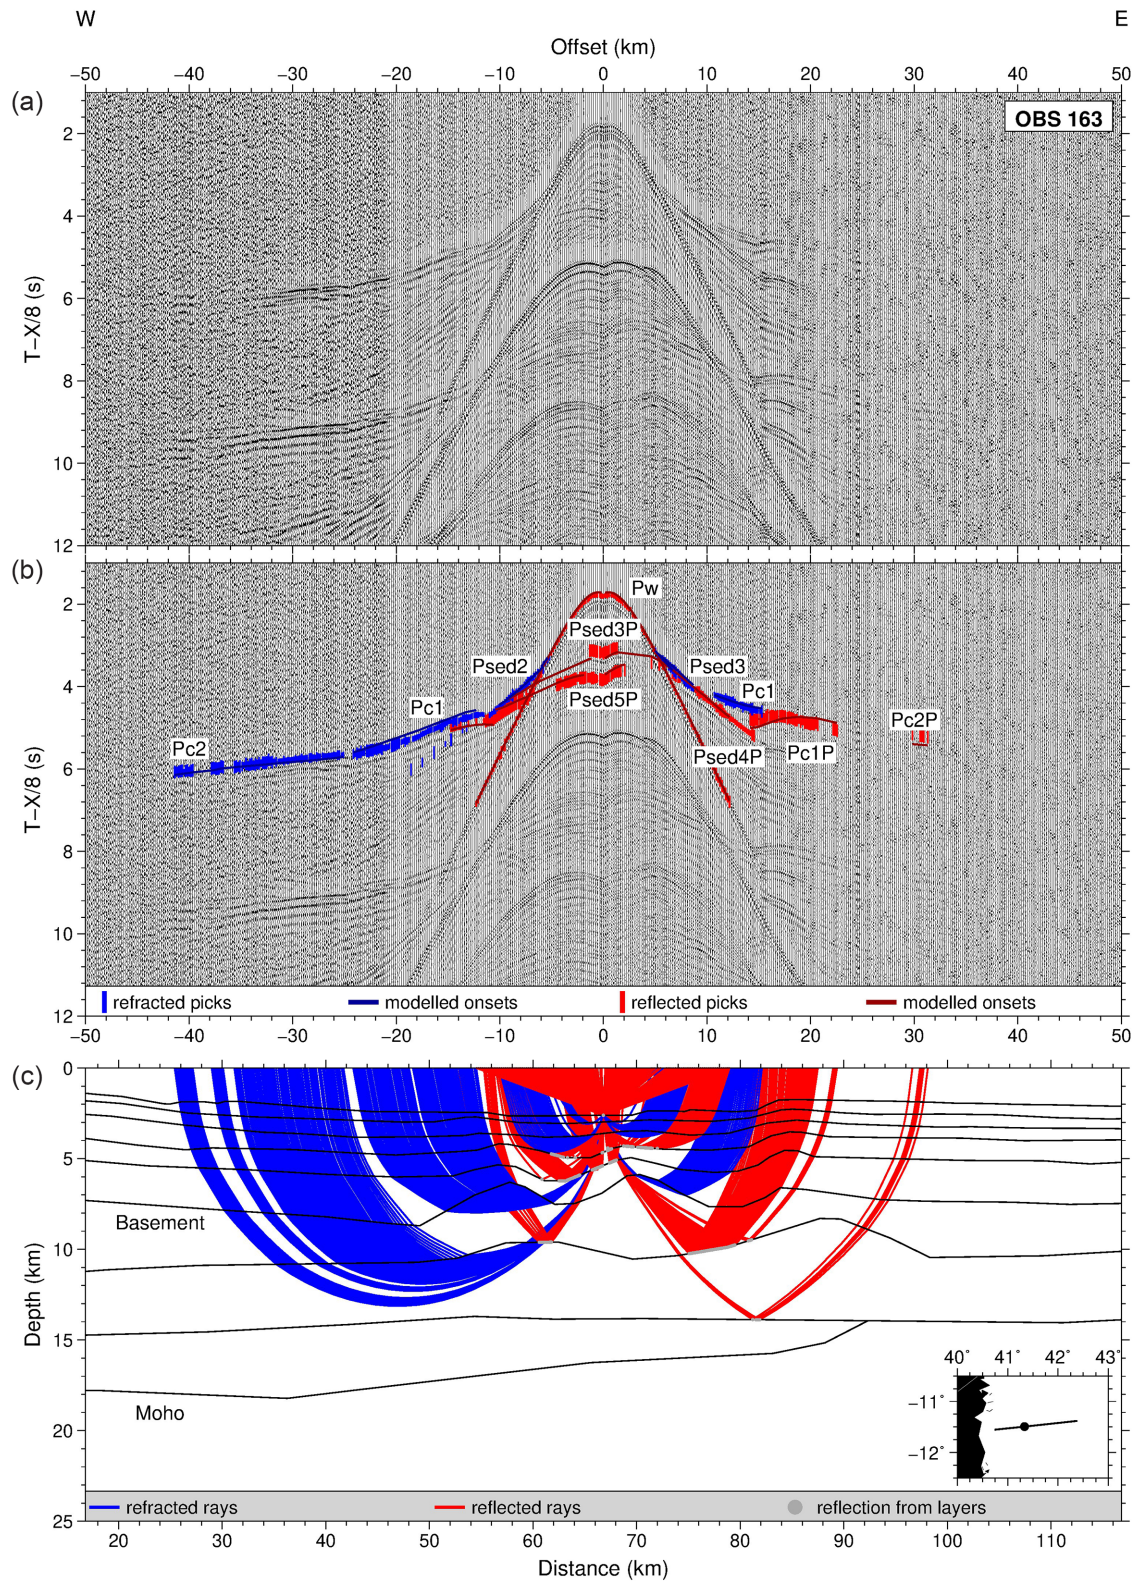 W E
Offset (km)
−50 −40 −30 −20 −10 0 10 20 30 40 50
(a)
OBS 163
2
4
6
8
10
12
T−X/8 (s)
(b)
Pw
Psed3P
Psed2 Psed3
Psed5P
Pc1 Pc1
Pc2 Pc2P
Psed4P Pc1P
2
4
6
8
10
12
T−X/8 (s)
refracted picks modelled onsets reflected picks modelled onsets
−50 −40 −30 −20 −10 0 10 20 30 40 50
(c)
0
5
10
15
20
25
Depth (km)
Basement
Moho
40° 41° 42° 43°
−11°
−12°
refracted rays reflected rays reflection from layers
20 30 40 50 60 70 80 90 100 110
Distance (km)